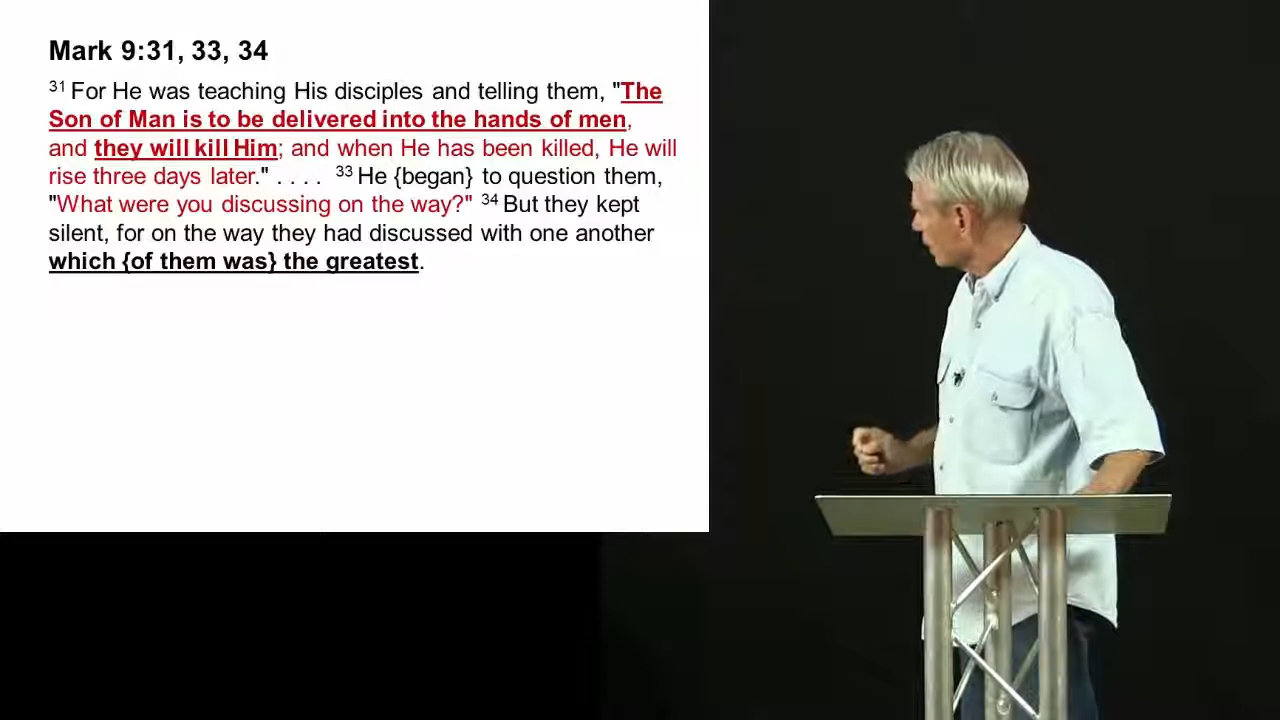 Mark 9:31, 33, 34
31 For He was teaching His disciples and telling them, "The
Son of Man is to be delivered into the hands of men,
and they will kill Him; and when He has been killed, He will
rise three days later." . . . . 33 He {began} to question them,
"What were you discussing on the way?" 34 But they kept
silent, for on the way they had discussed with one another
which {of them was} the greatest.